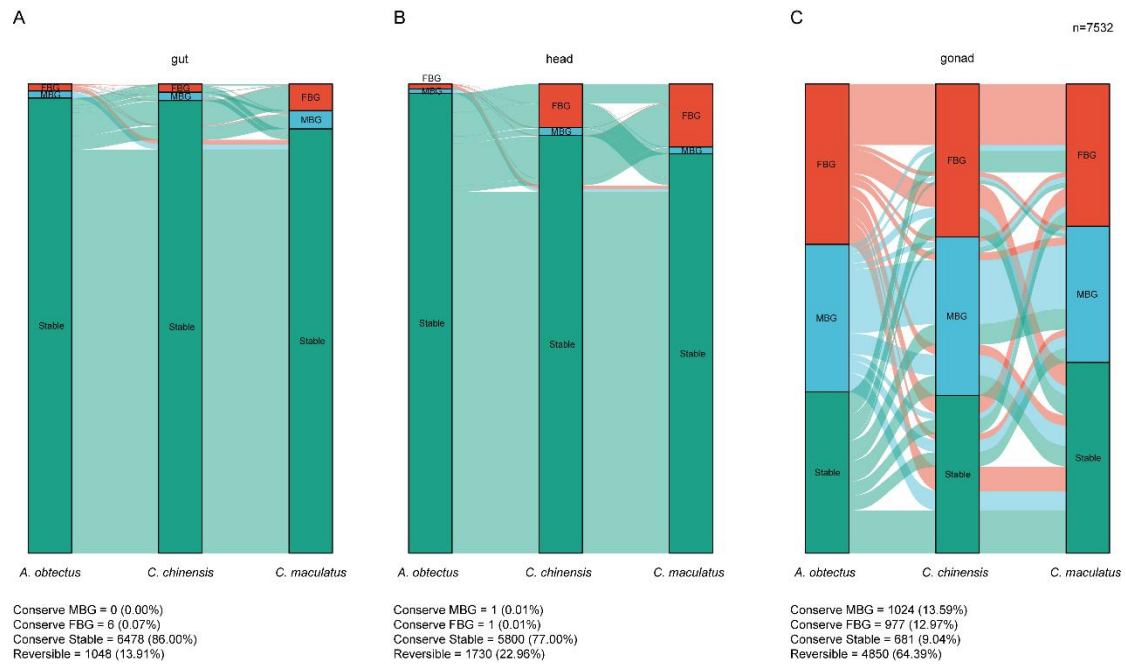 A
B
C
n=7532
gut
head
gonad
FBG
MBG
Stable
FBG
MBG
Stable
FBG
MBG
Stable
FBG
MBG
Stable
FBG
MBG
Stable
FBG
MBG
Stable
FBG
MBG
Stable
FBG
MBG
Stable
FBG
MBG
Stable
A. obtectus
C. chinensis
C. maculatus
A. obtectus
C. chinensis
C. maculatus
A. obtectus
C. chinensis
C. maculatus
Conserve MBG = 0 (0.00%)
Conserve FBG = 6 (0.07%)
Conserve Stable = 6478 (86.00%)
Reversible = 1048 (13.91%)
Conserve MBG = 1 (0.01%)
Conserve FBG = 1 (0.01%)
Conserve Stable = 5800 (77.00%)
Reversible = 1730 (22.96%)
Conserve MBG = 1024 (13.59%)
Conserve FBG = 977 (12.97%)
Conserve Stable = 681 (9.04%)
Reversible = 4850 (64.39%)